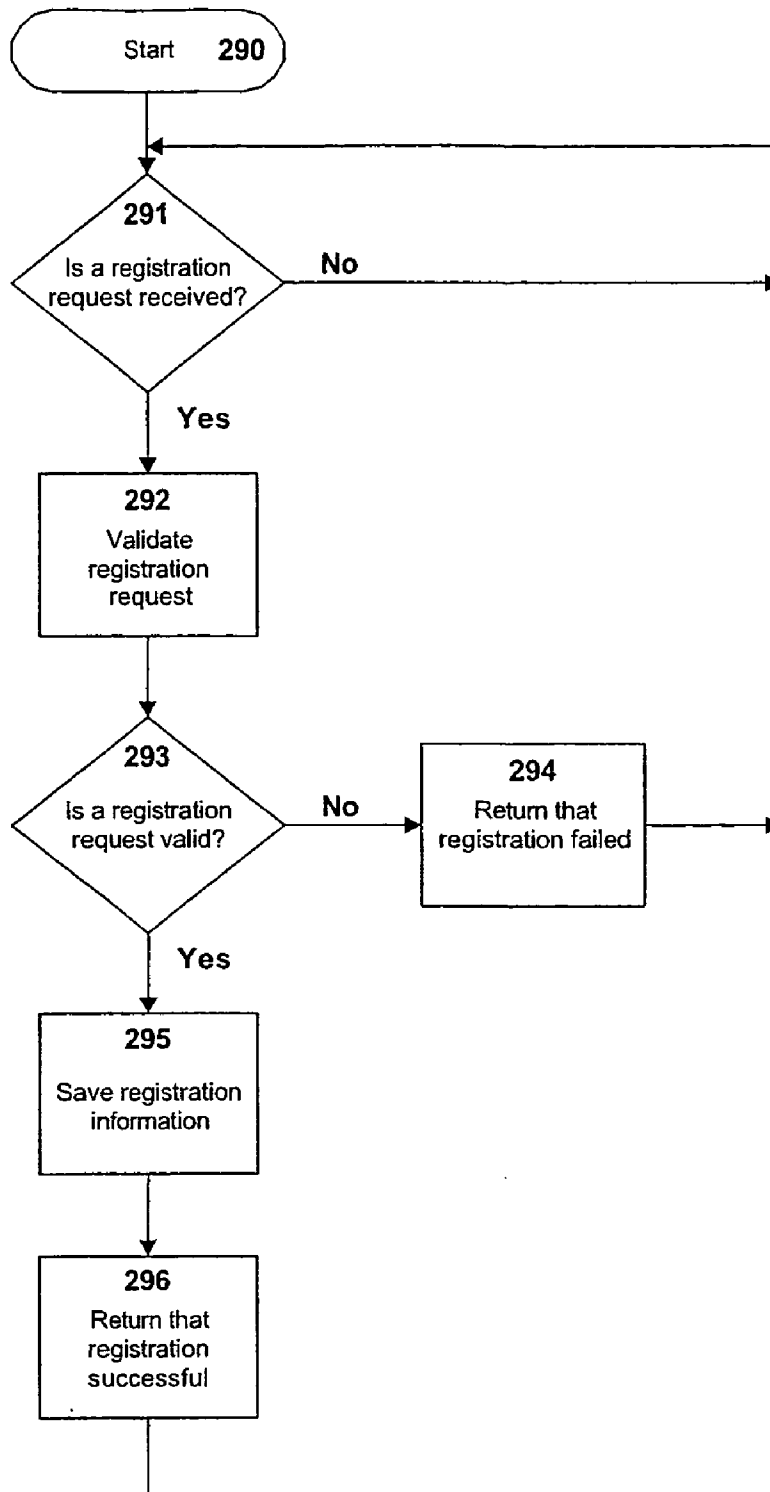 Start 290
291
Is a registration
request received?
No
Yes
292
Validate
registration
request
293
Is a registration
request valid?
No
294
Return that
registration failed
Yes
295
Save registration
information
296
Return that
registration
successful